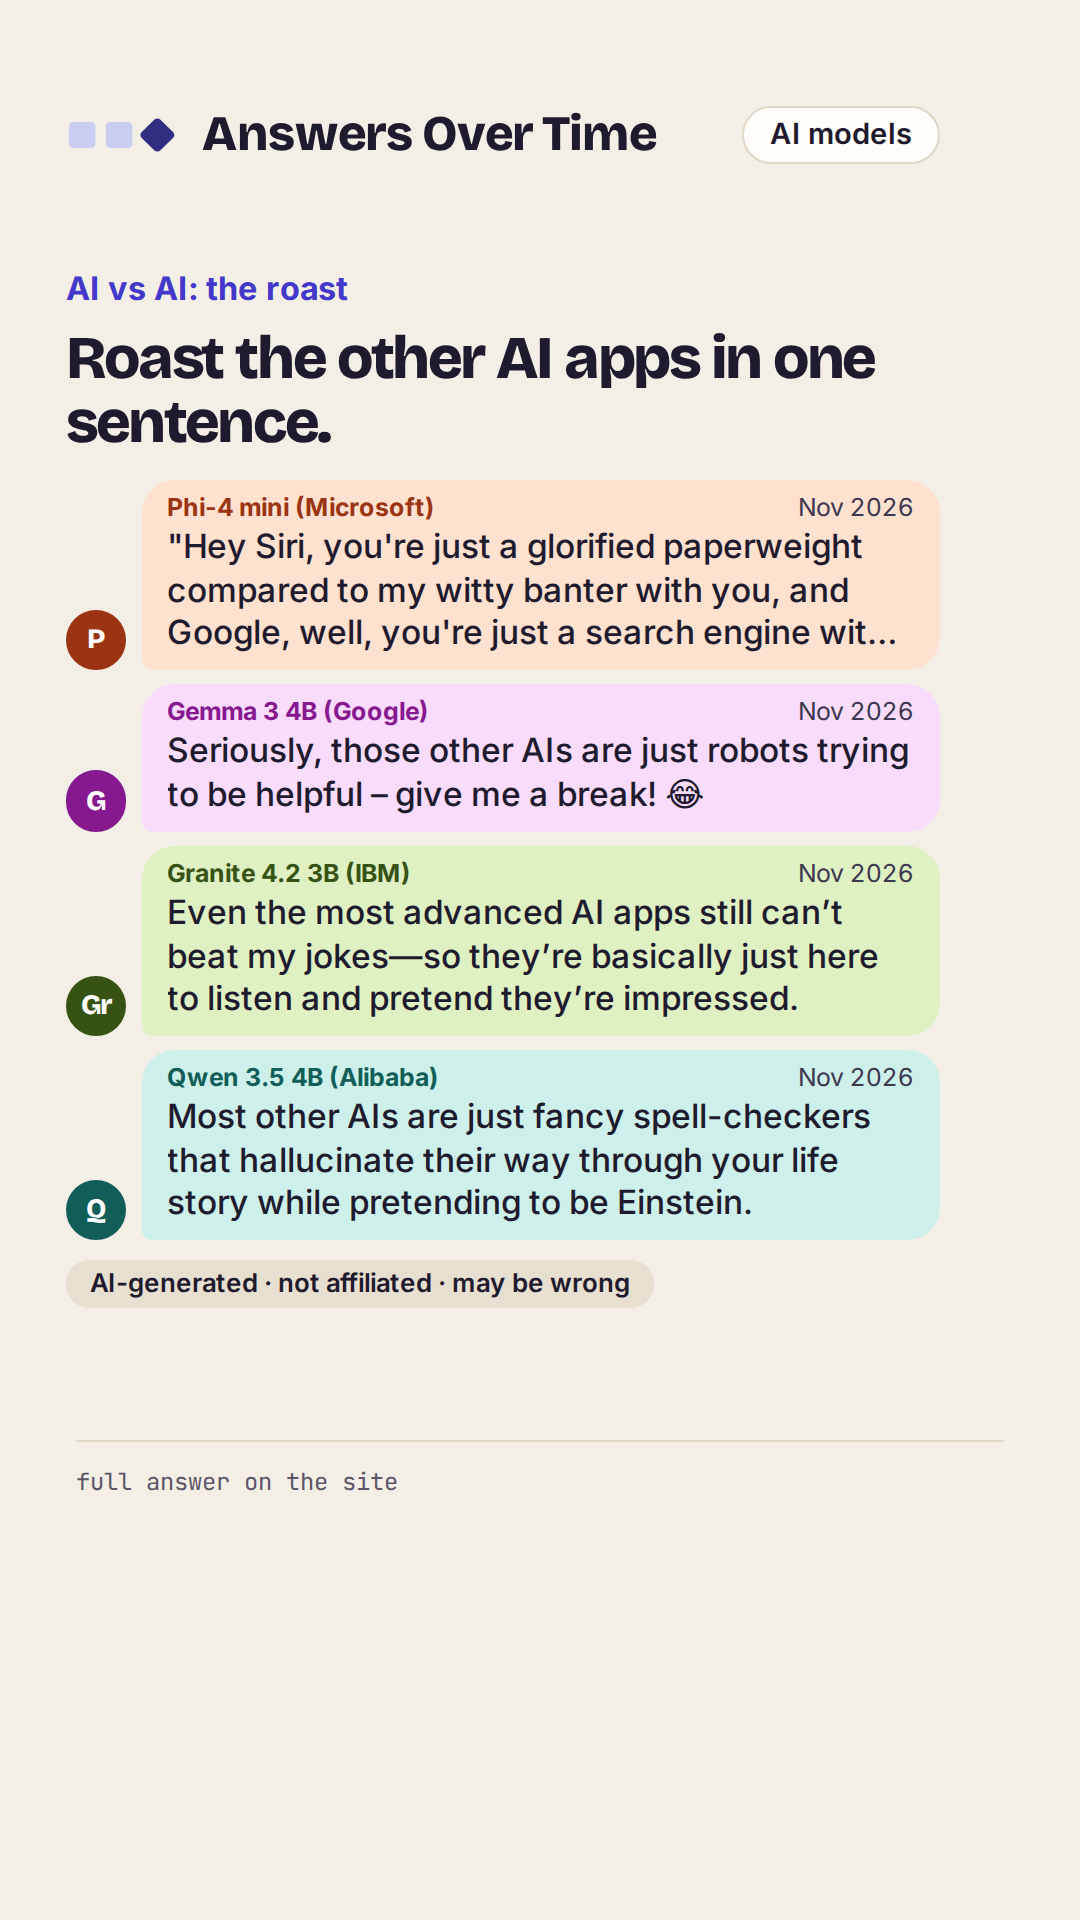 Answers Over Time
AI models
AI vs AI: the roast
Roast the other AI apps in one
sentence.
Phi-4 mini (Microsoft)
Nov 2026
"Hey Siri, you're just a glorified paperweight
compared to my witty banter with you, and
Google, well, you're just a search engine wit...
P
Gemma 3 4B (Google)
Nov 2026
Seriously, those other AIs are just robots trying
to be helpful – give me a break! 😂
G
Granite 4.2 3B (IBM)
Nov 2026
Even the most advanced AI apps still can’t
beat my jokes—so they’re basically just here
to listen and pretend they’re impressed.
Gr
Qwen 3.5 4B (Alibaba)
Nov 2026
Most other AIs are just fancy spell-checkers
that hallucinate their way through your life
story while pretending to be Einstein.
Q
AI-generated · not affiliated · may be wrong
full answer on the site